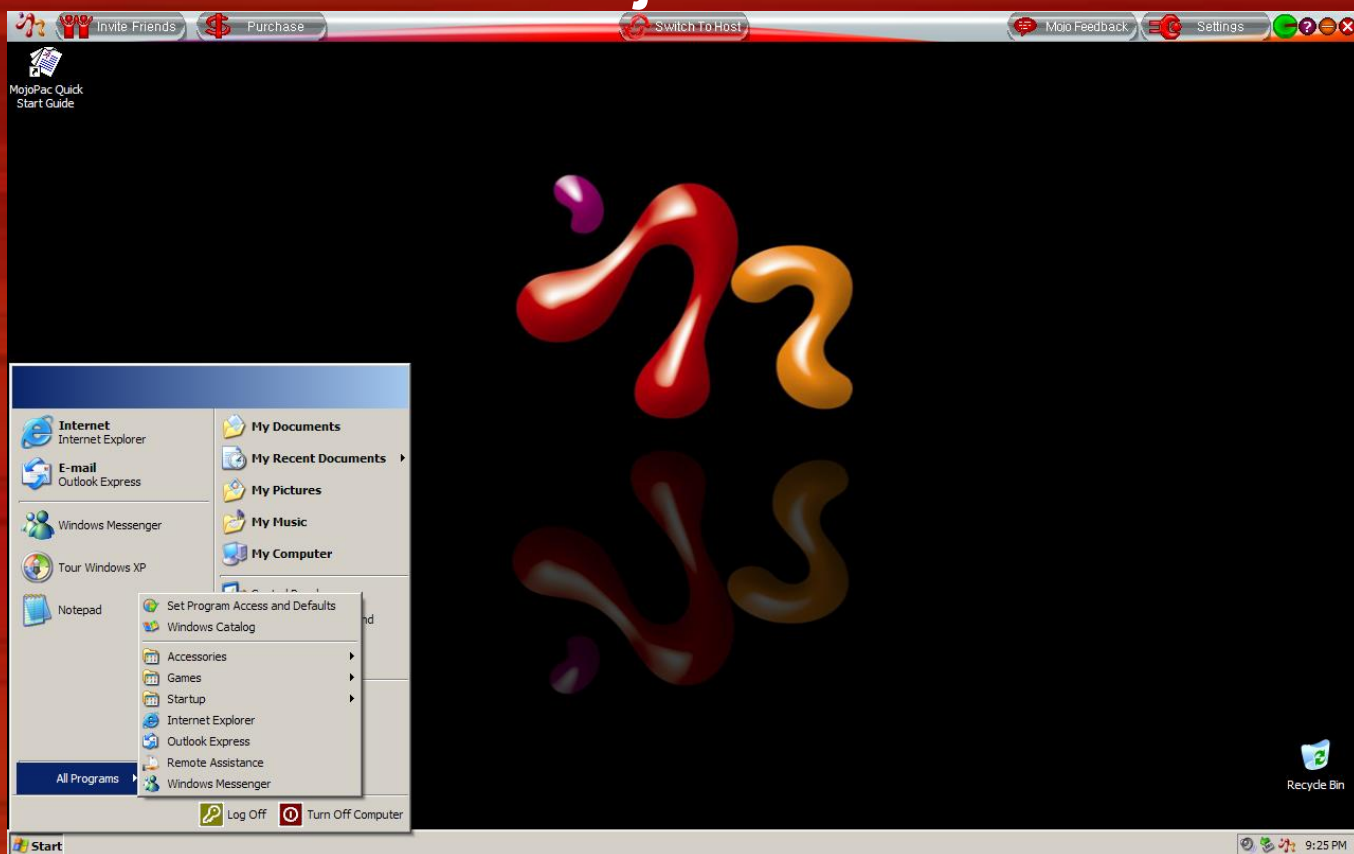 Invite Friends
Purchase
Switch To Host
Mojo Feedback
Settings
MojoPac Quick
Start Guide
Internet
Internet Explorer
E-mail
Outlook Express
Windows Messenger
Tour Windows XP
Notepad
All Programs
My Documents
My Recent Documents
My Pictures
My Music
My Computer
Set Program Access and Defaults
Windows Catalog
Accessories
Games
Startup
Internet Explorer
Outlook Express
Remote Assistance
Windows Messenger
Log Off
Turn Off Computer
Recycle Bin
Start
9:25 PM